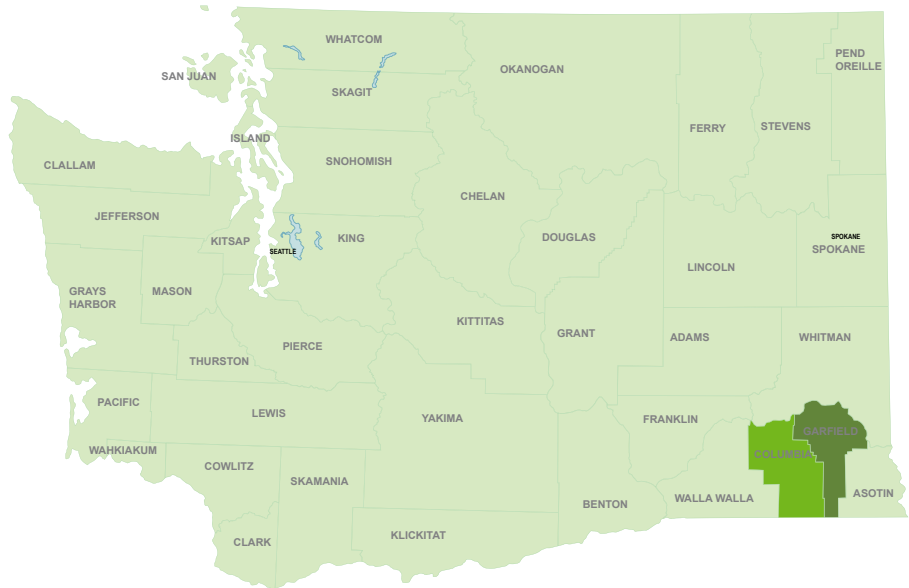 WHATCOM
PEND
OREILLE
OKANOGAN
SAN JUAN
SKAGIT
FERRY
STEVENS
ISLAND
SNOHOMISH
CLALLAM
CHELAN
JEFFERSON
KITSAP
KING
DOUGLAS
SPOKANE
SPOKANE
SEATTLE
LINCOLN
GRAYS
HARBOR
MASON
KITTITAS
GRANT
ADAMS
WHITMAN
PIERCE
THURSTON
PACIFIC
LEWIS
YAKIMA
FRANKLIN
GARFIELD
WAHKIAKUM
COLUMBIA
COWLITZ
SKAMANIA
ASOTIN
WALLA WALLA
BENTON
KLICKITAT
CLARK